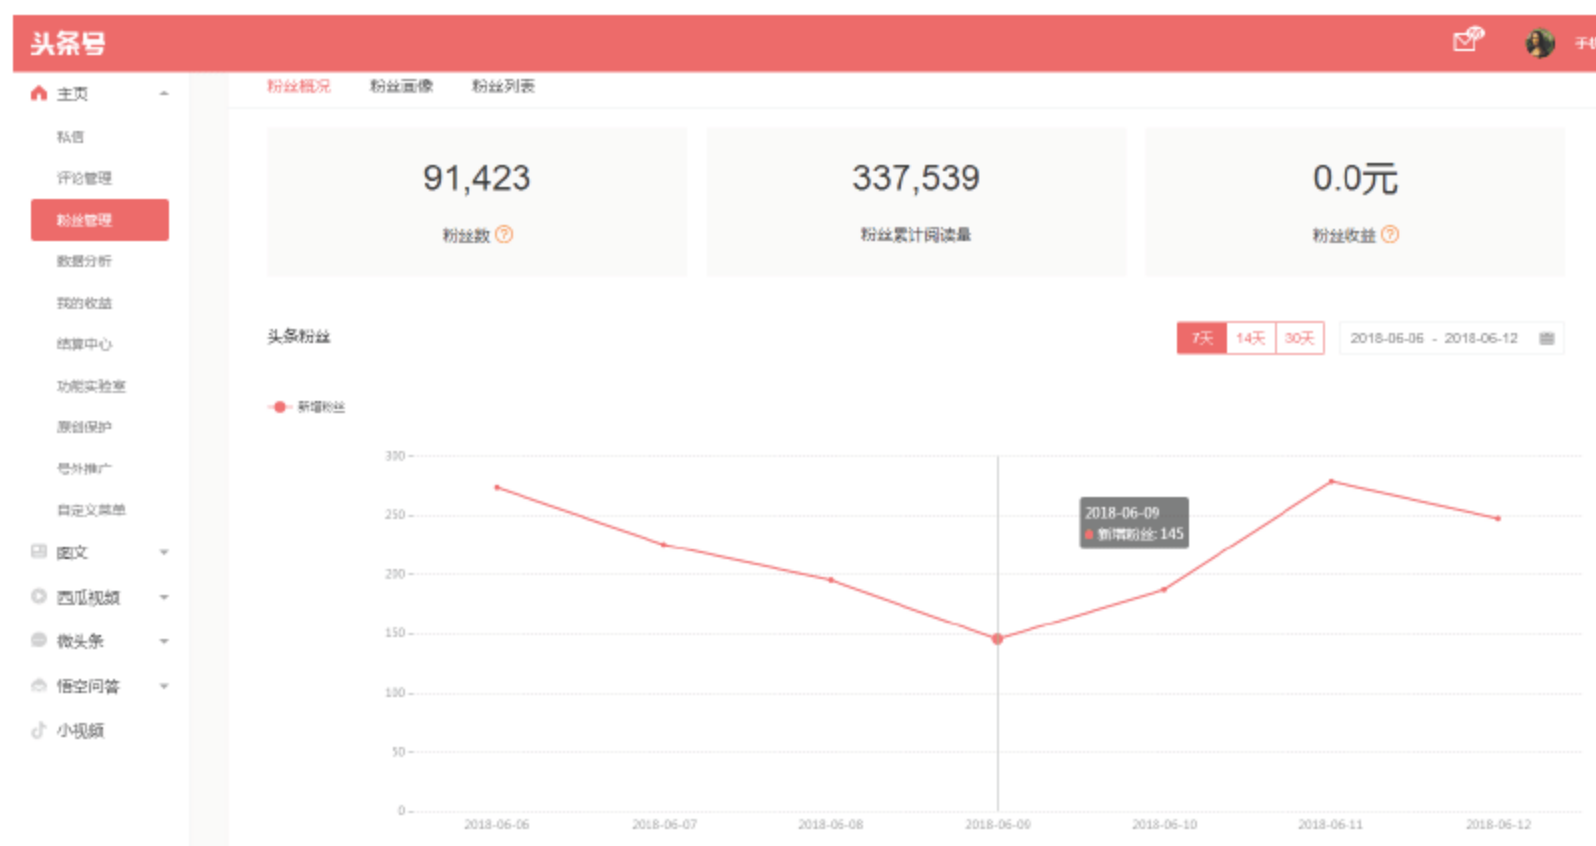 头条号
主页
私信
评论管理
粉丝管理
数据分析
我的收益
结算中心
功能实验室
原创保护
号外推广
自定义菜单
图文
西瓜视频
微头条
悟空问答
小视频
粉丝概况 粉丝画像 粉丝列表
91,423
粉丝数 ?
337,539
粉丝累计阅读量
0.0元
粉丝收益 ?
头条粉丝
7天 14天 30天 2018-06-06 - 2018-06-12
新增粉丝
300
250
200
150
100
50
0
2018-06-09
新增粉丝: 145
2018-06-06 2018-06-07 2018-06-08 2018-06-09 2018-06-10 2018-06-11 2018-06-12